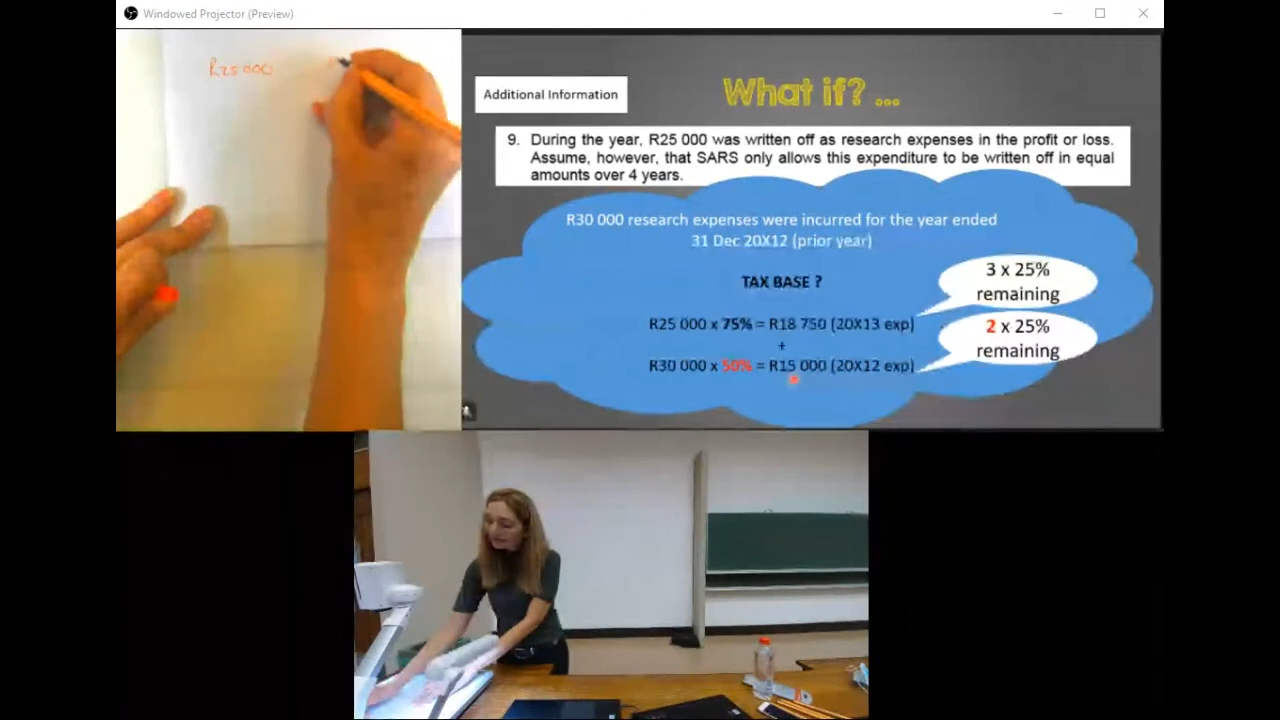 Windowed Projector (Preview)
R25 000
Additional Information
What if? ...
9. During the year, R25 000 was written off as research expenses in the profit or loss.
Assume, however, that SARS only allows this expenditure to be written off in equal
amounts over 4 years.
R30 000 research expenses were incurred for the year ended
31 Dec 20X12 (prior year)
TAX BASE ?
3 x 25%
remaining
R25 000 x 75% = R18 750 (20X13 exp)
+
2 x 25%
remaining
R30 000 x 50% = R15 000 (20X12 exp)